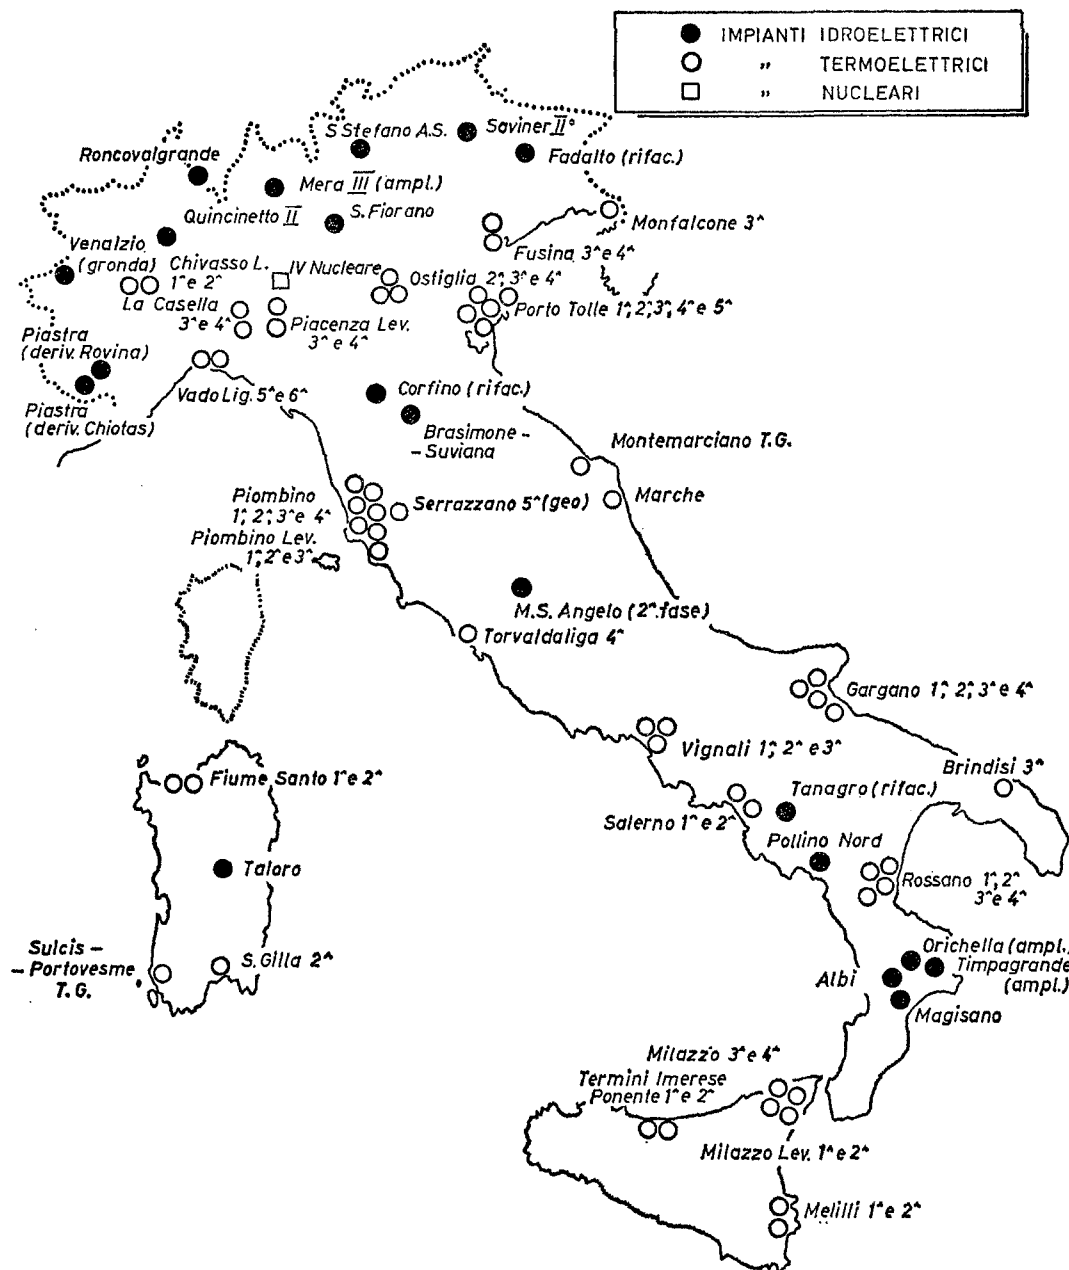 IMPIANTI IDROELETTRICI
" TERMOELETTRICI
" NUCLEARI
S Stefano A.S.
Saviner II°
Roncovalgrande
Fadalto (rifac.)
Mera III (ampl.)
Quincinetto II
S. Fiorano
Monfalcone 3^
Venalzio
(gronda)
Fusina 3^ e 4^
Chivasso L.
1^ e 2^
IV Nucleare
Ostiglia 2^, 3^ e 4^
La Casella
3^ e 4^
Piacenza Lev.
3^ e 4^
Porto Tolle 1^, 2^, 3^, 4^ e 5^
Piastra
(deriv. Rovina)
Vado Lig. 5^ e 6^
Corfino (rifac.)
Piastra
(deriv. Chiotas)
Brasimone -
- Suviana
Montemarciano T.G.
Piombino
1^, 2^, 3^ e 4^
Serrazzano 5^ (geo)
Marche
Piombino Lev.
1^, 2^ e 3^
M.S. Angelo (2^ fase)
Torvaldaliga 4^
Gargano 1^, 2^, 3^ e 4^
Vignali 1^, 2^ e 3^
Brindisi 3^
Fiume Santo 1^ e 2^
Tanagro (rifac.)
Salerno 1^ e 2^
Pollino Nord
Taloro
Rossano 1^, 2^
3^ e 4^
Sulcis -
- Portovesme
T. G.
S. Gilla 2^
Orichella (ampl.)
Timpagrande
(ampl.)
Albi
Magisano
Milazzo 3^ e 4^
Termini Imerese
Ponente 1^ e 2^
Milazzo Lev. 1^ e 2^
Melilli 1^ e 2^